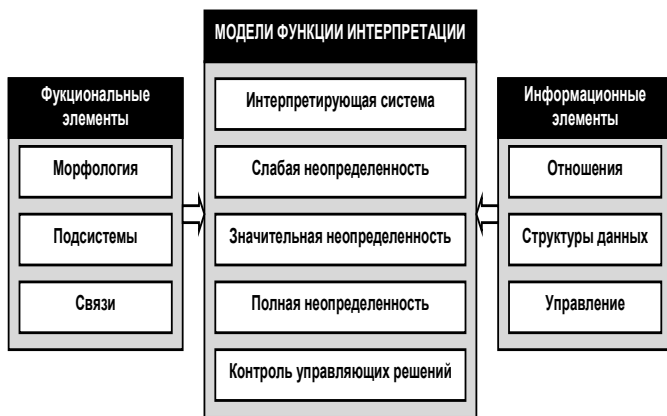 МОДЕЛИ ФУНКЦИИ ИНТЕРПРЕТАЦИИ
Фукциональные
элементы
Морфология
Подсистемы
Связи
Интерпретирующая система
Слабая неопределенность
Значительная неопределенность
Полная неопределенность
Контроль управляющих решений
Информационные
элементы
Отношения
Структуры данных
Управление